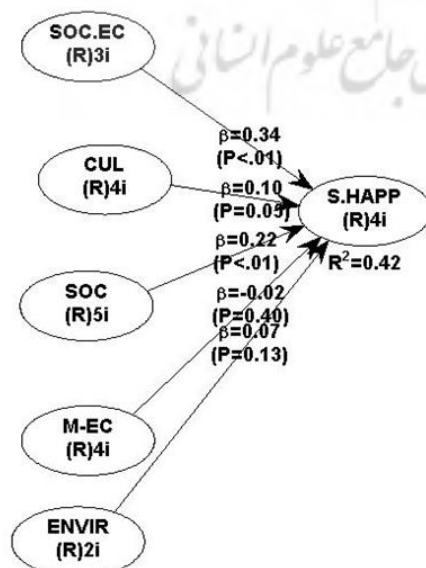 جامع علوم انسانی
SOC.EC
(R)3i
β=0.34
(P<.01)
CUL
(R)4i
β=0.10
(P=0.05)
S.HAPP
(R)4i
R²=0.42
β=0.22
(P<.01)
SOC
(R)5i
β=-0.02
(P=0.40)
β=0.07
(P=0.13)
M-EC
(R)4i
ENVIR
(R)2i